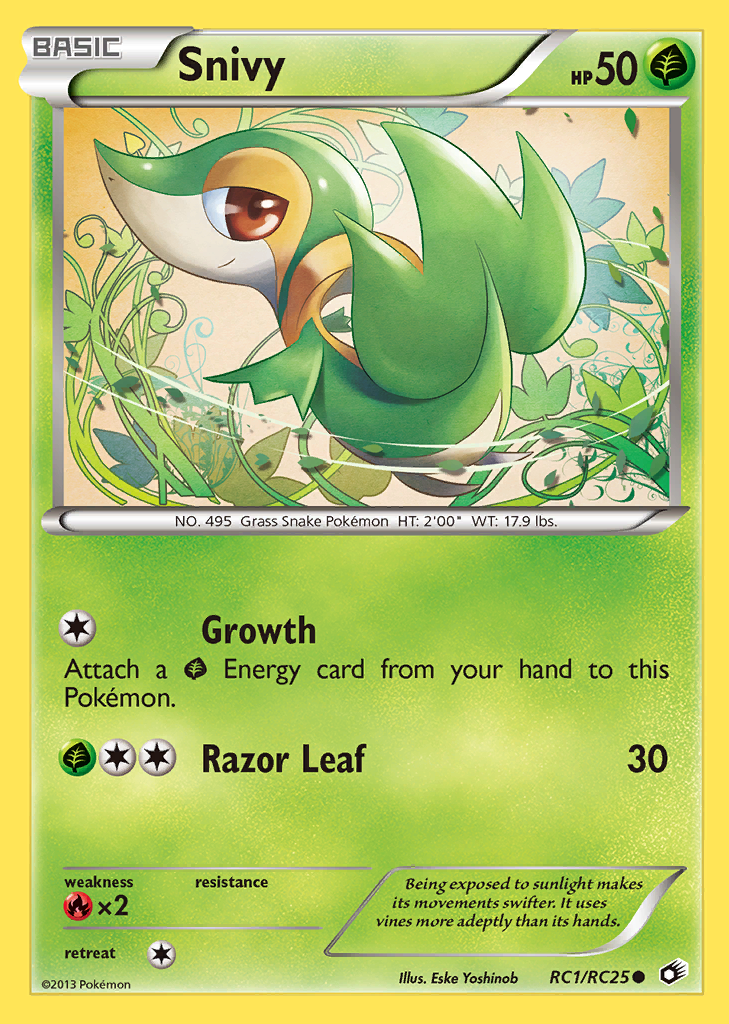 BASIC Snivy HP 50
NO. 495 Grass Snake Pokémon HT: 2'00" WT: 17.9 lbs.
Growth
Attach a Energy card from your hand to this
Pokémon.
Razor Leaf 30
weakness resistance
×2
Being exposed to sunlight makes
its movements swifter. It uses
vines more adeptly than its hands.
retreat
©2013 Pokémon Illus. Eske Yoshinob RC1/RC25